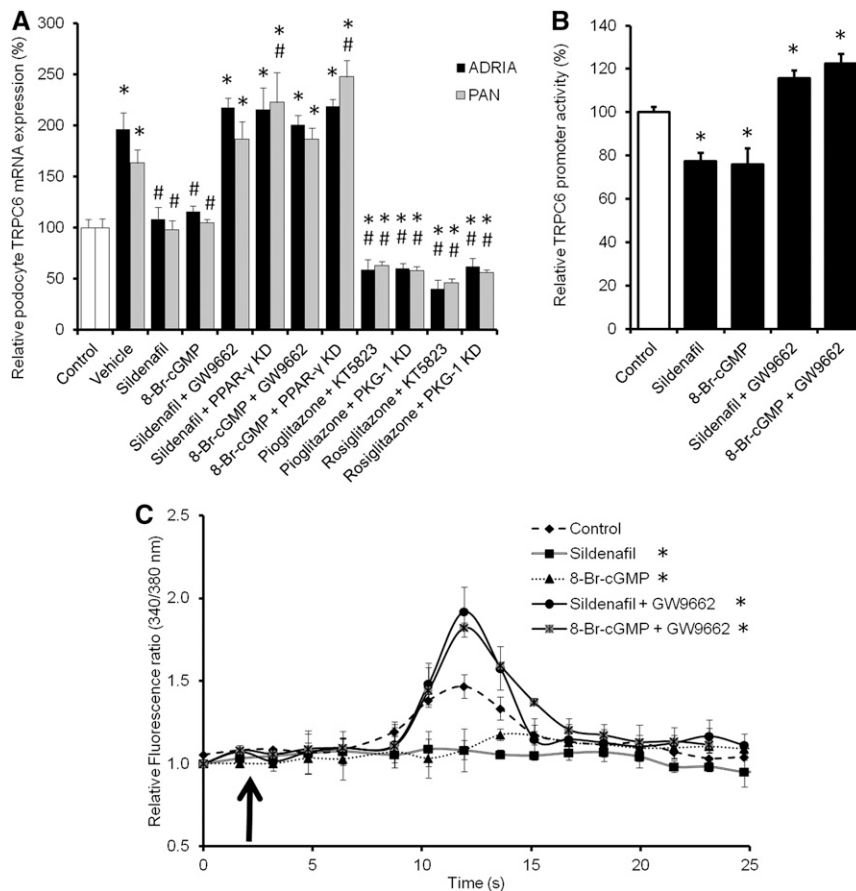 A
Relative podocyte TRPC6 mRNA expression (%)
300
250
200
150
100
50
0
* * # # # # * * * * # * * * * # * # * # * # * # * # * # * # * #
ADRIA
PAN
Control
Vehicle
Sildenafil
8-Br-cGMP
Sildenafil + GW9662
Sildenafil + PPAR-γ KD
8-Br-cGMP + GW9662
8-Br-cGMP + PPAR-γ KD
Pioglitazone + KT5823
Pioglitazone + PKG-1 KD
Rosiglitazone + KT5823
Rosiglitazone + PKG-1 KD
B
Relative TRPC6 promoter activity (%)
140
120
100
80
60
40
20
0
* * * *
Control
Sildenafil
8-Br-cGMP
Sildenafil + GW9662
8-Br-cGMP + GW9662
C
Relative Fluorescence ratio (340/380 nm)
2.5
2.0
1.5
1.0
0.5
Control
Sildenafil *
8-Br-cGMP *
Sildenafil + GW9662 *
8-Br-cGMP + GW9662 *
0 5 10 15 20 25
Time (s)